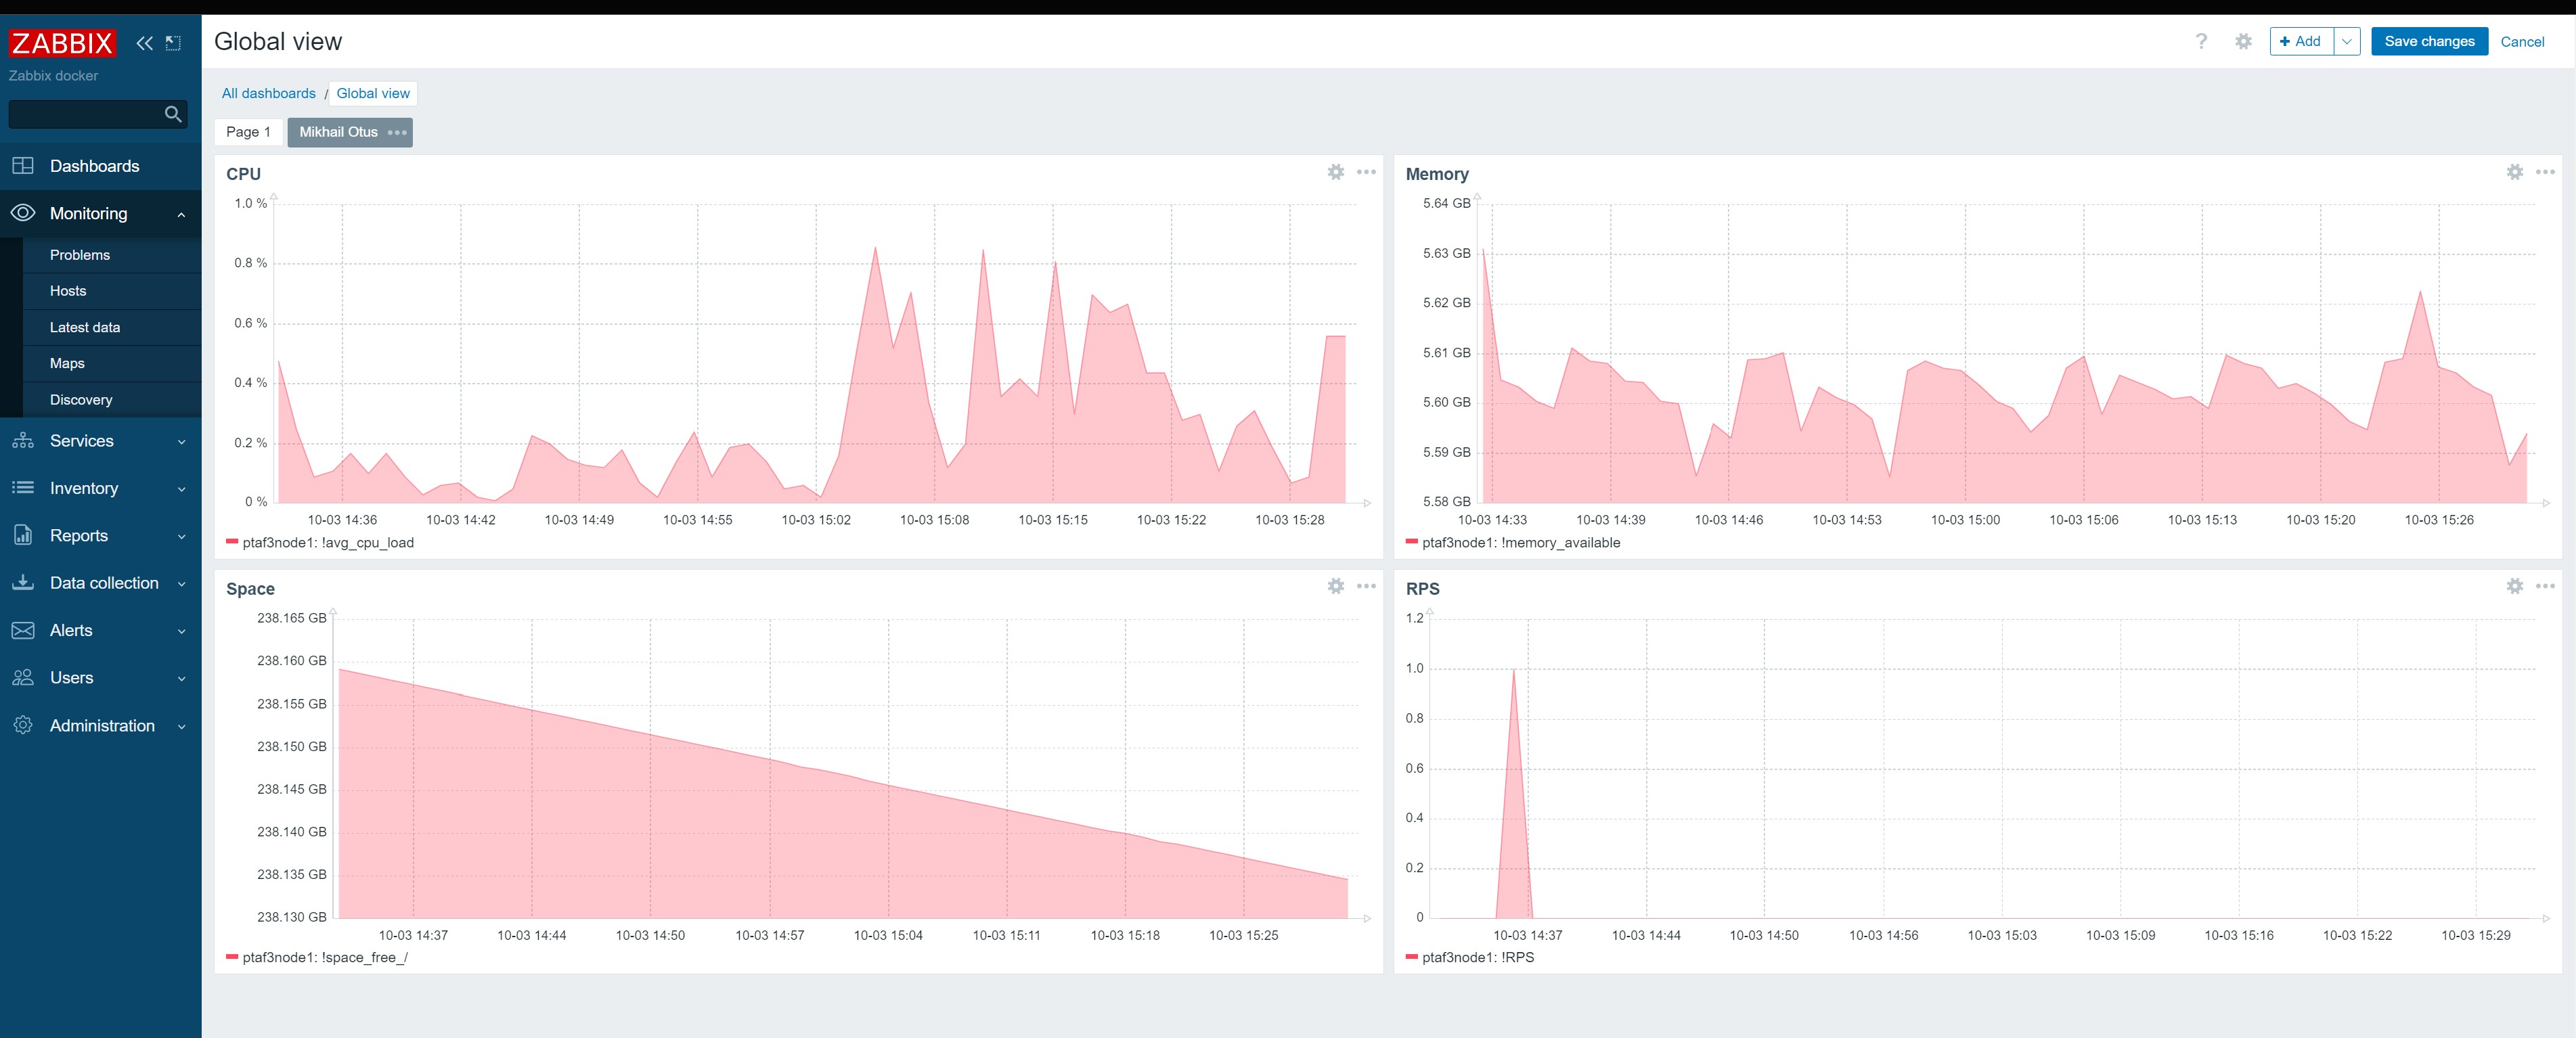 ZABBIX
Zabbix docker
Dashboards
Monitoring
Problems
Hosts
Latest data
Maps
Discovery
Services
Inventory
Reports
Data collection
Alerts
Users
Administration
Global view
? + Add Save changes Cancel
All dashboards / Global view
Page 1 Mikhail Otus
CPU
1.0 %
0.8 %
0.6 %
0.4 %
0.2 %
0 %
10-03 14:36 10-03 14:42 10-03 14:49 10-03 14:55 10-03 15:02 10-03 15:08 10-03 15:15 10-03 15:22 10-03 15:28
ptaf3node1: !avg_cpu_load
Memory
5.64 GB
5.63 GB
5.62 GB
5.61 GB
5.60 GB
5.59 GB
5.58 GB
10-03 14:33 10-03 14:39 10-03 14:46 10-03 14:53 10-03 15:00 10-03 15:06 10-03 15:13 10-03 15:20 10-03 15:26
ptaf3node1: !memory_available
Space
238.165 GB
238.160 GB
238.155 GB
238.150 GB
238.145 GB
238.140 GB
238.135 GB
238.130 GB
10-03 14:37 10-03 14:44 10-03 14:50 10-03 14:57 10-03 15:04 10-03 15:11 10-03 15:18 10-03 15:25
ptaf3node1: !space_free_/
RPS
1.2
1.0
0.8
0.6
0.4
0.2
0
10-03 14:37 10-03 14:44 10-03 14:50 10-03 14:56 10-03 15:03 10-03 15:09 10-03 15:16 10-03 15:22 10-03 15:29
ptaf3node1: !RPS